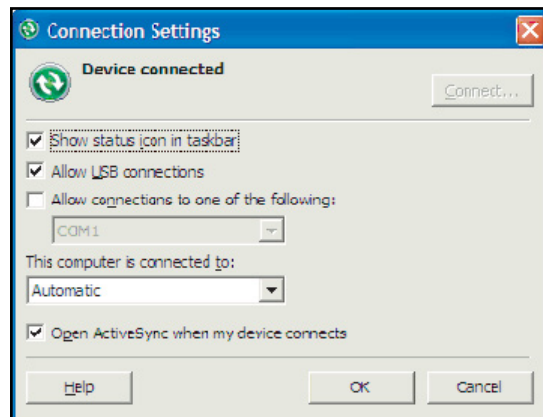 Connection Settings
Device connected
Connect...
Show status icon in taskbar
Allow USB connections
Allow connections to one of the following:
COM1
This computer is connected to:
Automatic
Open ActiveSync when my device connects
Help
OK
Cancel